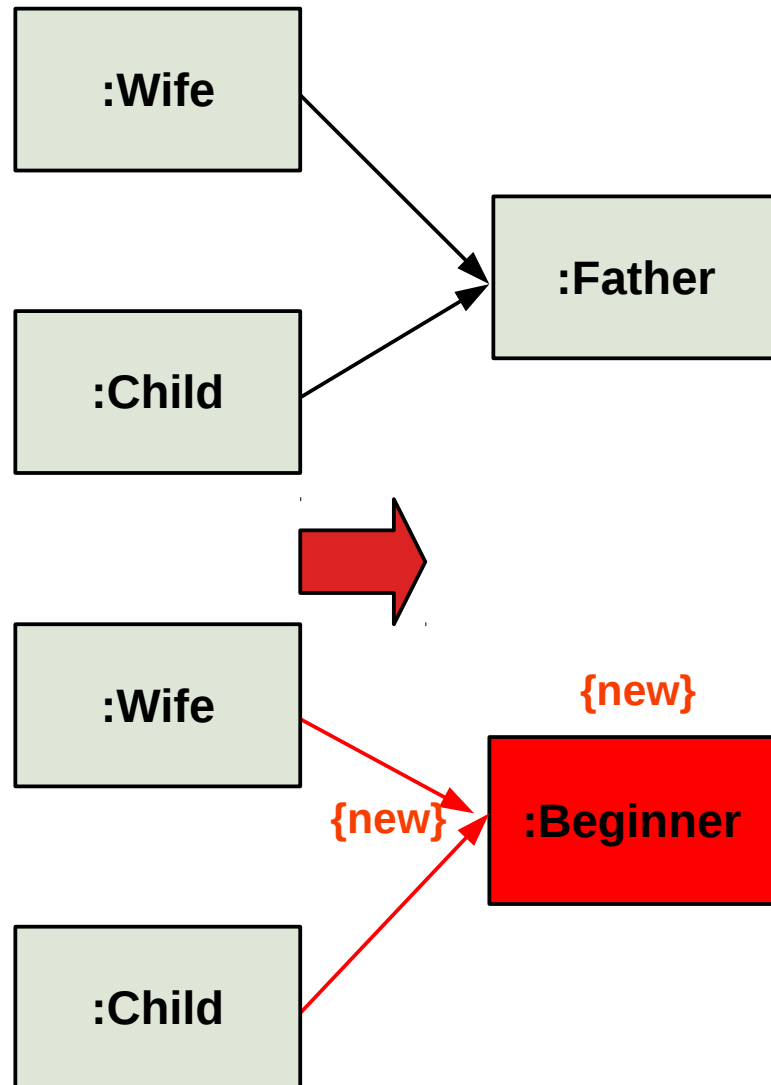 :Wife
:Father
:Child
:Wife
{new}
{new}
:Beginner
:Child